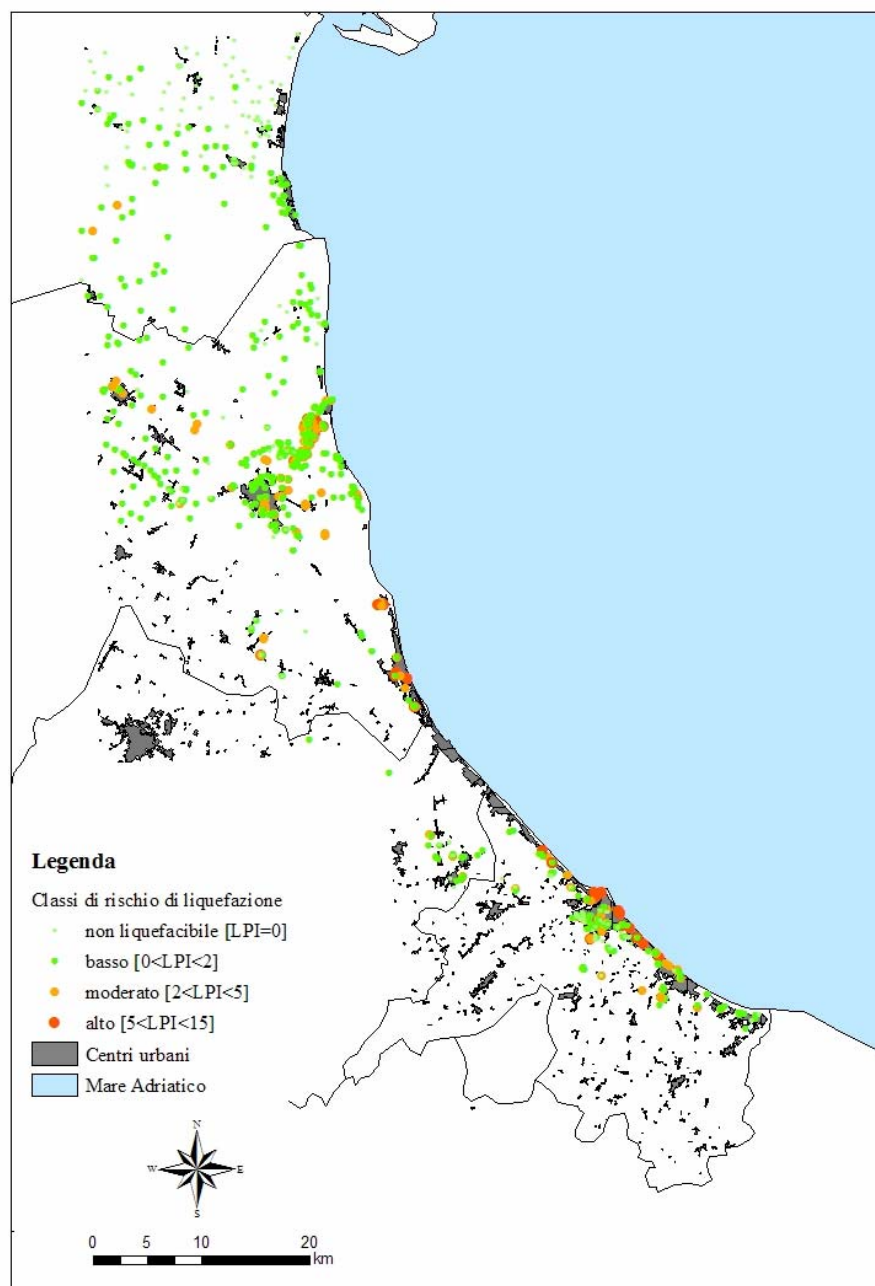 Legenda
Classi di rischio di liquefazione
non liquefacibile [LPI=0]
basso [0<LPI<2]
moderato [2<LPI<5]
alto [5<LPI<15]
Centri urbani
Mare Adriatico
N
W E
S
0 5 10 20
km